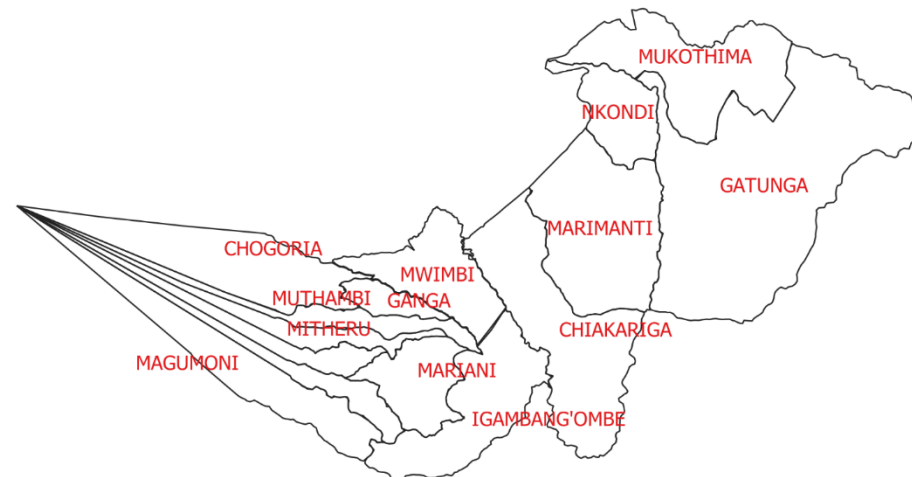 MUKOTHIMA
NKONDI
GATUNGA
MARIMANTI
CHOGORIA
MWIMBI
MUTHAMBI
GANGA
MITHERU
CHIAKARIGA
MAGUMONI
MARIANI
IGAMBANG'OMBE